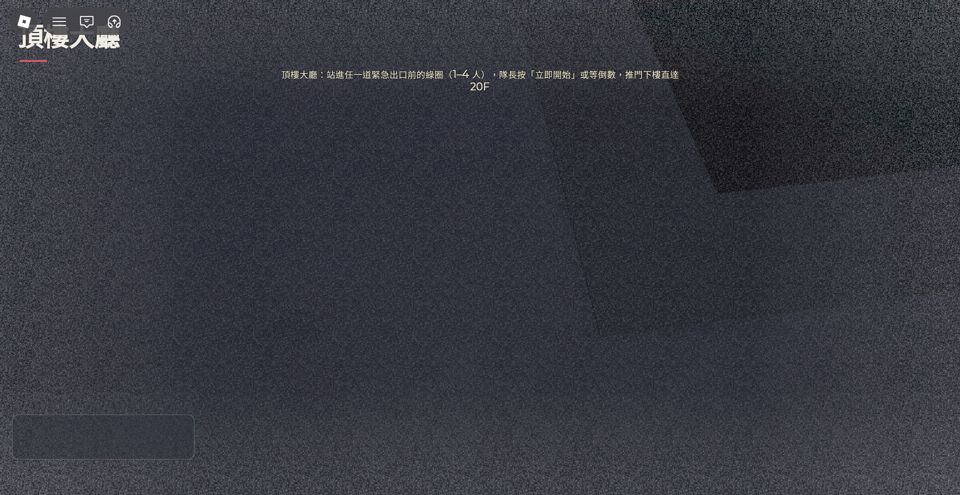 頂樓大廳
頂樓大廳：站進任一道緊急出口前的綠圈（1–4 人），隊長按「立即開始」或等倒數，推門下樓直達
20F